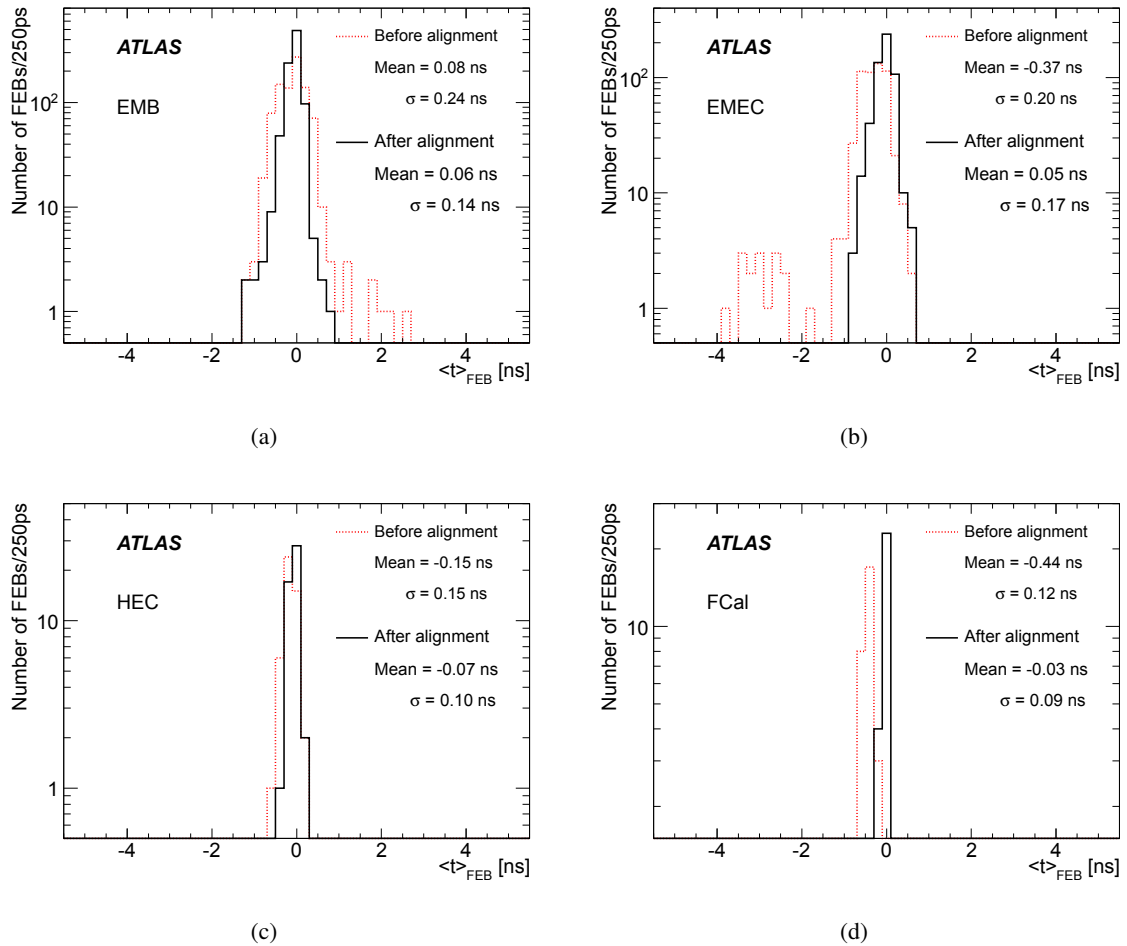 Number of FEBs/250ps
10²
10
1
ATLAS
EMB
Before alignment
Mean = 0.08 ns
σ = 0.24 ns
After alignment
Mean = 0.06 ns
σ = 0.14 ns
-4 -2 0 2 4
<t>FEB [ns]
(a)
Number of FEBs/250ps
10²
10
1
ATLAS
EMEC
Before alignment
Mean = -0.37 ns
σ = 0.20 ns
After alignment
Mean = 0.05 ns
σ = 0.17 ns
-4 -2 0 2 4
<t>FEB [ns]
(b)
Number of FEBs/250ps
10
1
ATLAS
HEC
Before alignment
Mean = -0.15 ns
σ = 0.15 ns
After alignment
Mean = -0.07 ns
σ = 0.10 ns
-4 -2 0 2 4
<t>FEB [ns]
(c)
Number of FEBs/250ps
10
ATLAS
FCal
Before alignment
Mean = -0.44 ns
σ = 0.12 ns
After alignment
Mean = -0.03 ns
σ = 0.09 ns
-4 -2 0 2 4
<t>FEB [ns]
(d)